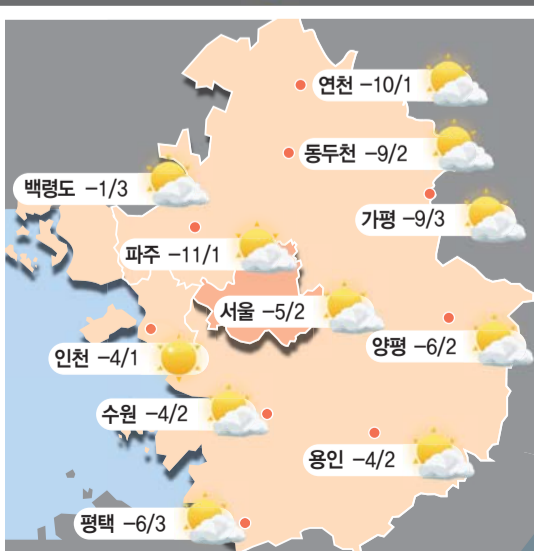 연천 -10/1
동두천 -9/2
백령도 -1/3
가평 -9/3
파주 -11/1
서울 -5/2
양평 -6/2
인천 -4/1
수원 -4/2
용인 -4/2
평택 -6/3